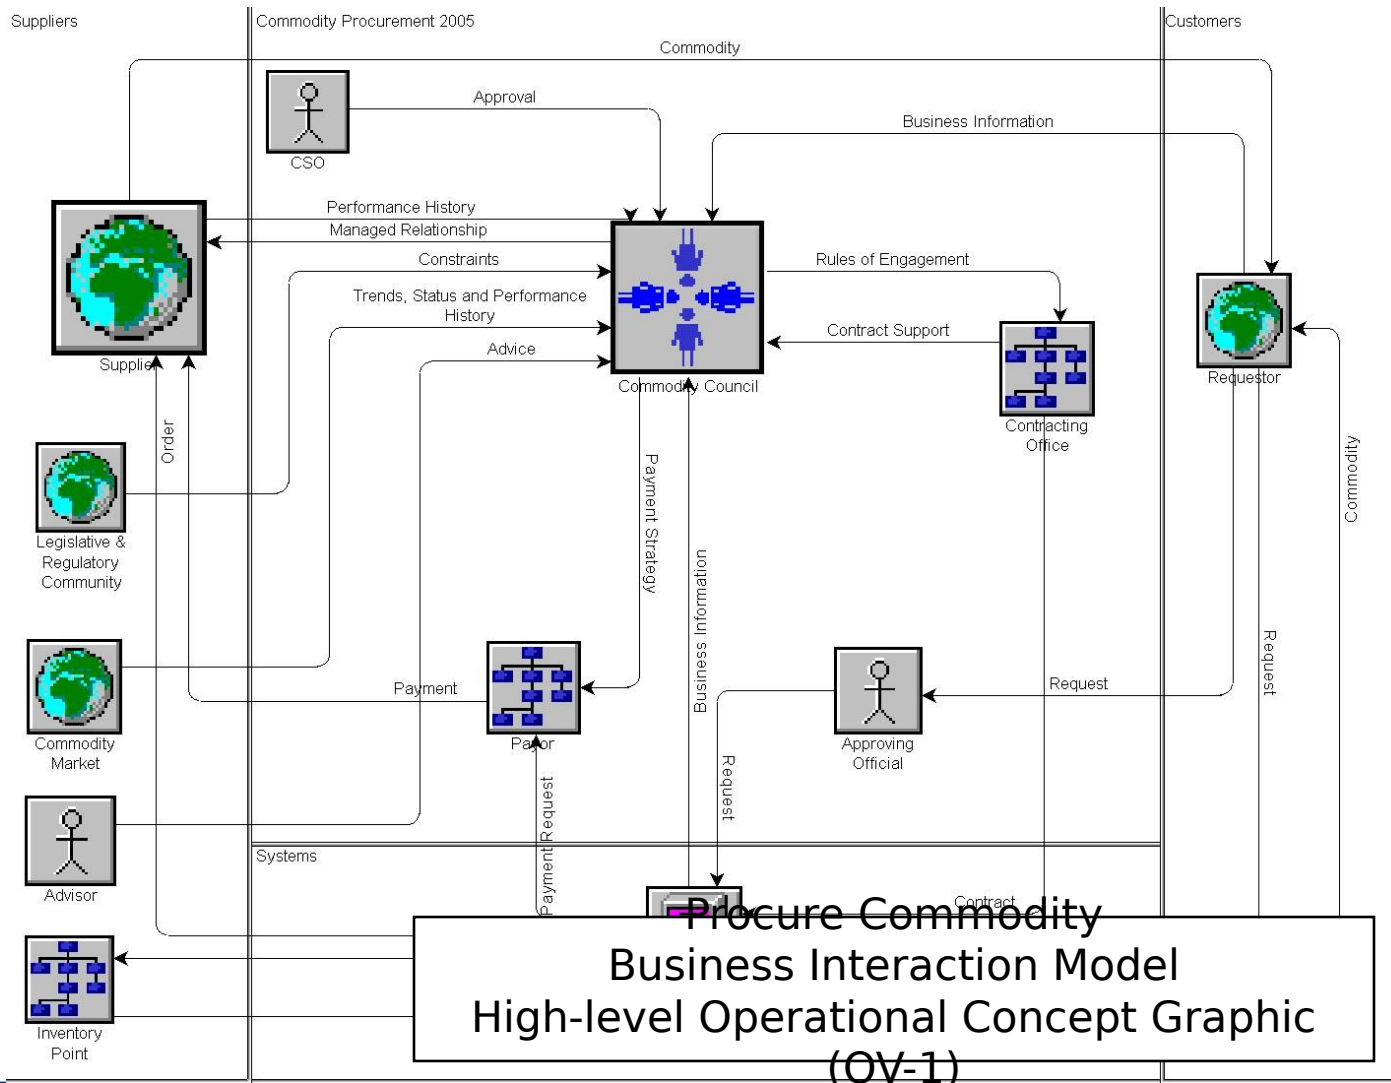 Suppliers
Commodity Procurement 2005
Customers
Commodity
Approval
Business Information
CSO
Performance History
Managed Relationship
Constraints
Rules of Engagement
Trends, Status and Performance
History
Contract Support
Advice
Supplier
Commodity Council
Requestor
Contracting
Office
Order
Commodity
Payment Strategy
Legislative &
Regulatory
Community
Business Information
Request
Payment
Request
Payor
Commodity
Market
Approving
Official
Request
Payment Request
Systems
Advisor
Contract
Procure Commodity
Business Interaction Model
High-level Operational Concept Graphic
(OV-1)
Inventory
Point